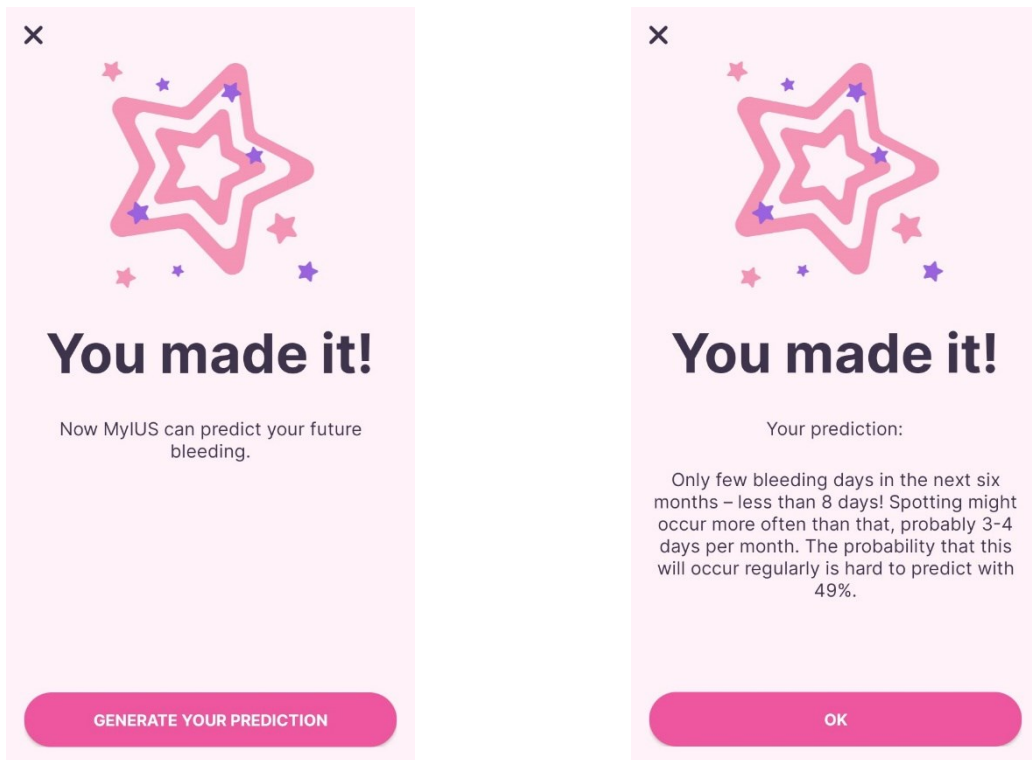 You made it!
Now MyIUS can predict your future
bleeding.
GENERATE YOUR PREDICTION
You made it!
Your prediction:
Only few bleeding days in the next six
months – less than 8 days! Spotting might
occur more often than that, probably 3-4
days per month. The probability that this
will occur regularly is hard to predict with
49%.
OK